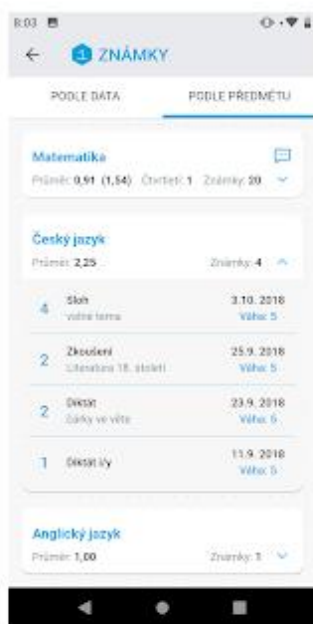 8:03
ZNÁMKY
PODLE DATA
PODLE PŘEDMĚTU
Matematika
Průměr: 0,91 (1,54) Čtvrtletí: 1 Známky: 20
Český jazyk
Průměr: 2,25 Známky: 4
4 Sloh 3.10. 2018
volné téma Váha: 5
2 Zkoušení 25.9. 2018
Literatura 18. století Váha: 5
2 Diktát 23.9. 2018
čárky ve větě Váha: 5
1 Diktát i/y 11.9. 2018
Váha: 5
Anglický jazyk
Průměr: 1,00 Známky: 1